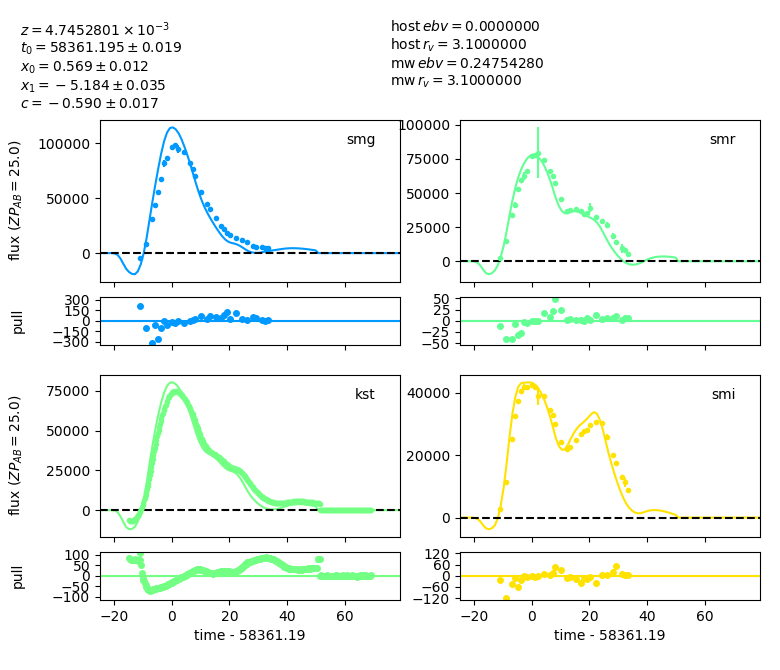 z = 4.7452801 × 10⁻³
t₀ = 58361.195 ± 0.019
x₀ = 0.569 ± 0.012
x₁ = − 5.184 ± 0.035
c = − 0.590 ± 0.017
host ebv = 0.0000000
host r_v = 3.1000000
mw ebv = 0.24754280
mw r_v = 3.1000000
smg
100000
50000
0
flux (ZP_AB = 25.0)
300
150
0
−150
−300
pull
smr
100000
75000
50000
25000
0
50
25
0
−25
−50
kst
75000
50000
25000
0
flux (ZP_AB = 25.0)
100
50
0
−50
−100
pull
−20
0
20
40
60
time - 58361.19
smi
40000
20000
0
120
60
0
−60
−120
−20
0
20
40
60
time - 58361.19